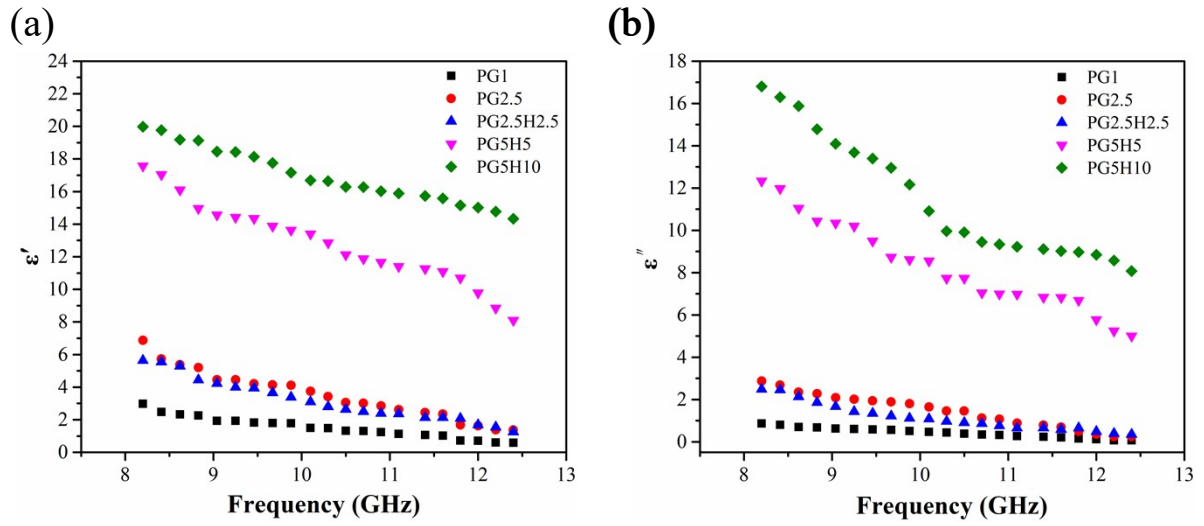 (a)
24
22
20
18
16
14
12
10
8
6
4
2
0
ε′
PG1
PG2.5
PG2.5H2.5
PG5H5
PG5H10
8 9 10 11 12 13
Frequency (GHz)
(b)
18
16
14
12
10
8
6
4
2
0
ε″
PG1
PG2.5
PG2.5H2.5
PG5H5
PG5H10
8 9 10 11 12 13
Frequency (GHz)